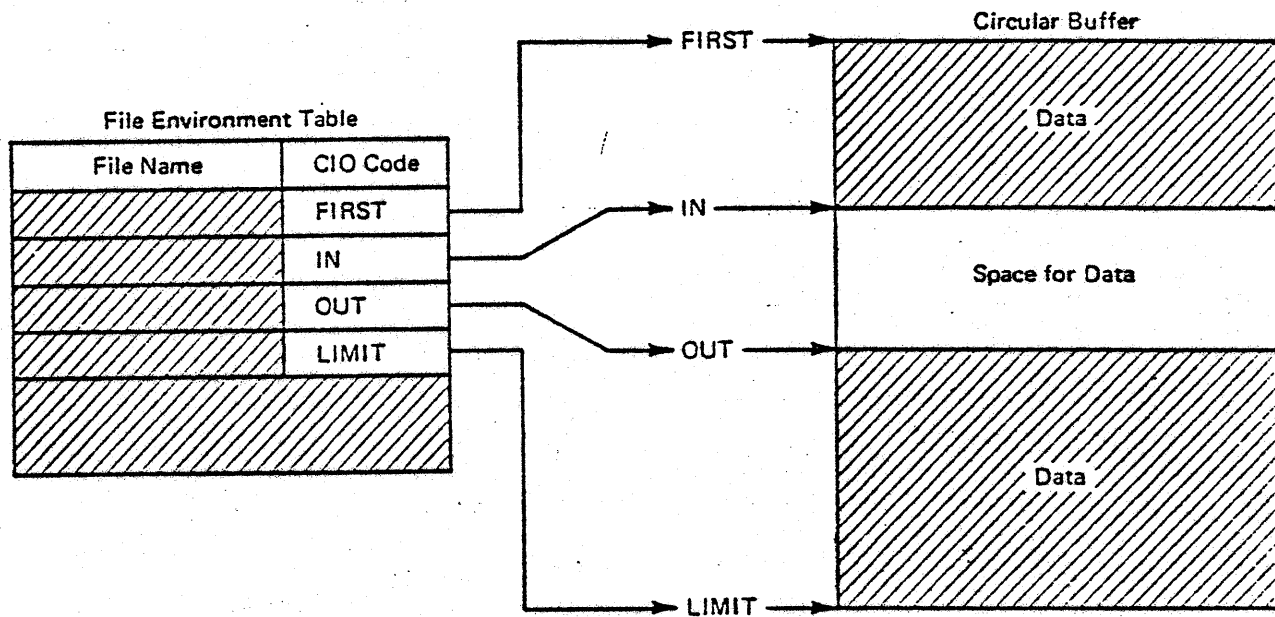 File Environment Table
File Name CIO Code
FIRST
IN
OUT
LIMIT
FIRST
IN
OUT
LIMIT
Circular Buffer
Data
Space for Data
Data